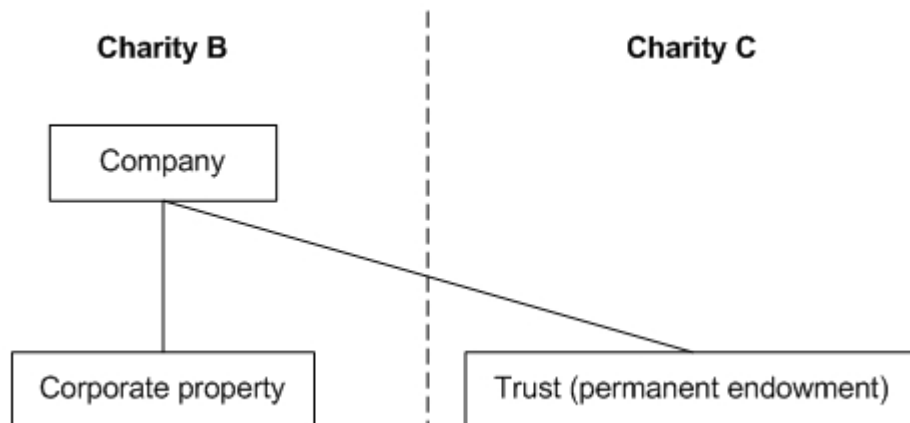 Charity B
Charity C
Company
Corporate property
Trust (permanent endowment)